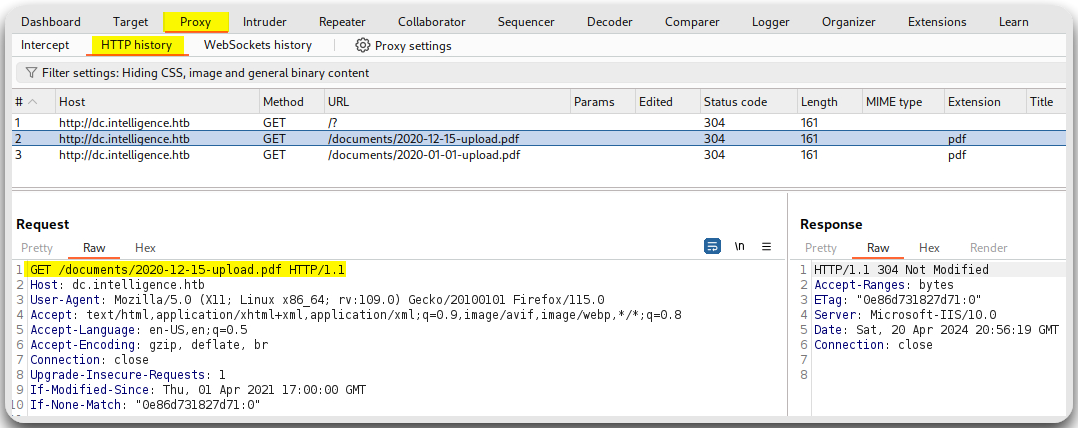 Dashboard Target Proxy Intruder Repeater Collaborator Sequencer Decoder Comparer Logger Organizer Extensions Learn
Intercept HTTP history WebSockets history Proxy settings
Filter settings: Hiding CSS, image and general binary content
# Host Method URL Params Edited Status code Length MIME type Extension Title
1 http://dc.intelligence.htb GET /? 304 161
2 http://dc.intelligence.htb GET /documents/2020-12-15-upload.pdf 304 161 pdf
3 http://dc.intelligence.htb GET /documents/2020-01-01-upload.pdf 304 161 pdf
Request
Pretty Raw Hex \n
1 GET /documents/2020-12-15-upload.pdf HTTP/1.1
2 Host: dc.intelligence.htb
3 User-Agent: Mozilla/5.0 (X11; Linux x86_64; rv:109.0) Gecko/20100101 Firefox/115.0
4 Accept: text/html,application/xhtml+xml,application/xml;q=0.9,image/avif,image/webp,*/*;q=0.8
5 Accept-Language: en-US,en;q=0.5
6 Accept-Encoding: gzip, deflate, br
7 Connection: close
8 Upgrade-Insecure-Requests: 1
9 If-Modified-Since: Thu, 01 Apr 2021 17:00:00 GMT
10 If-None-Match: "0e86d731827d71:0"
Response
Pretty Raw Hex Render
1 HTTP/1.1 304 Not Modified
2 Accept-Ranges: bytes
3 ETag: "0e86d731827d71:0"
4 Server: Microsoft-IIS/10.0
5 Date: Sat, 20 Apr 2024 20:56:19 GMT
6 Connection: close
7
8